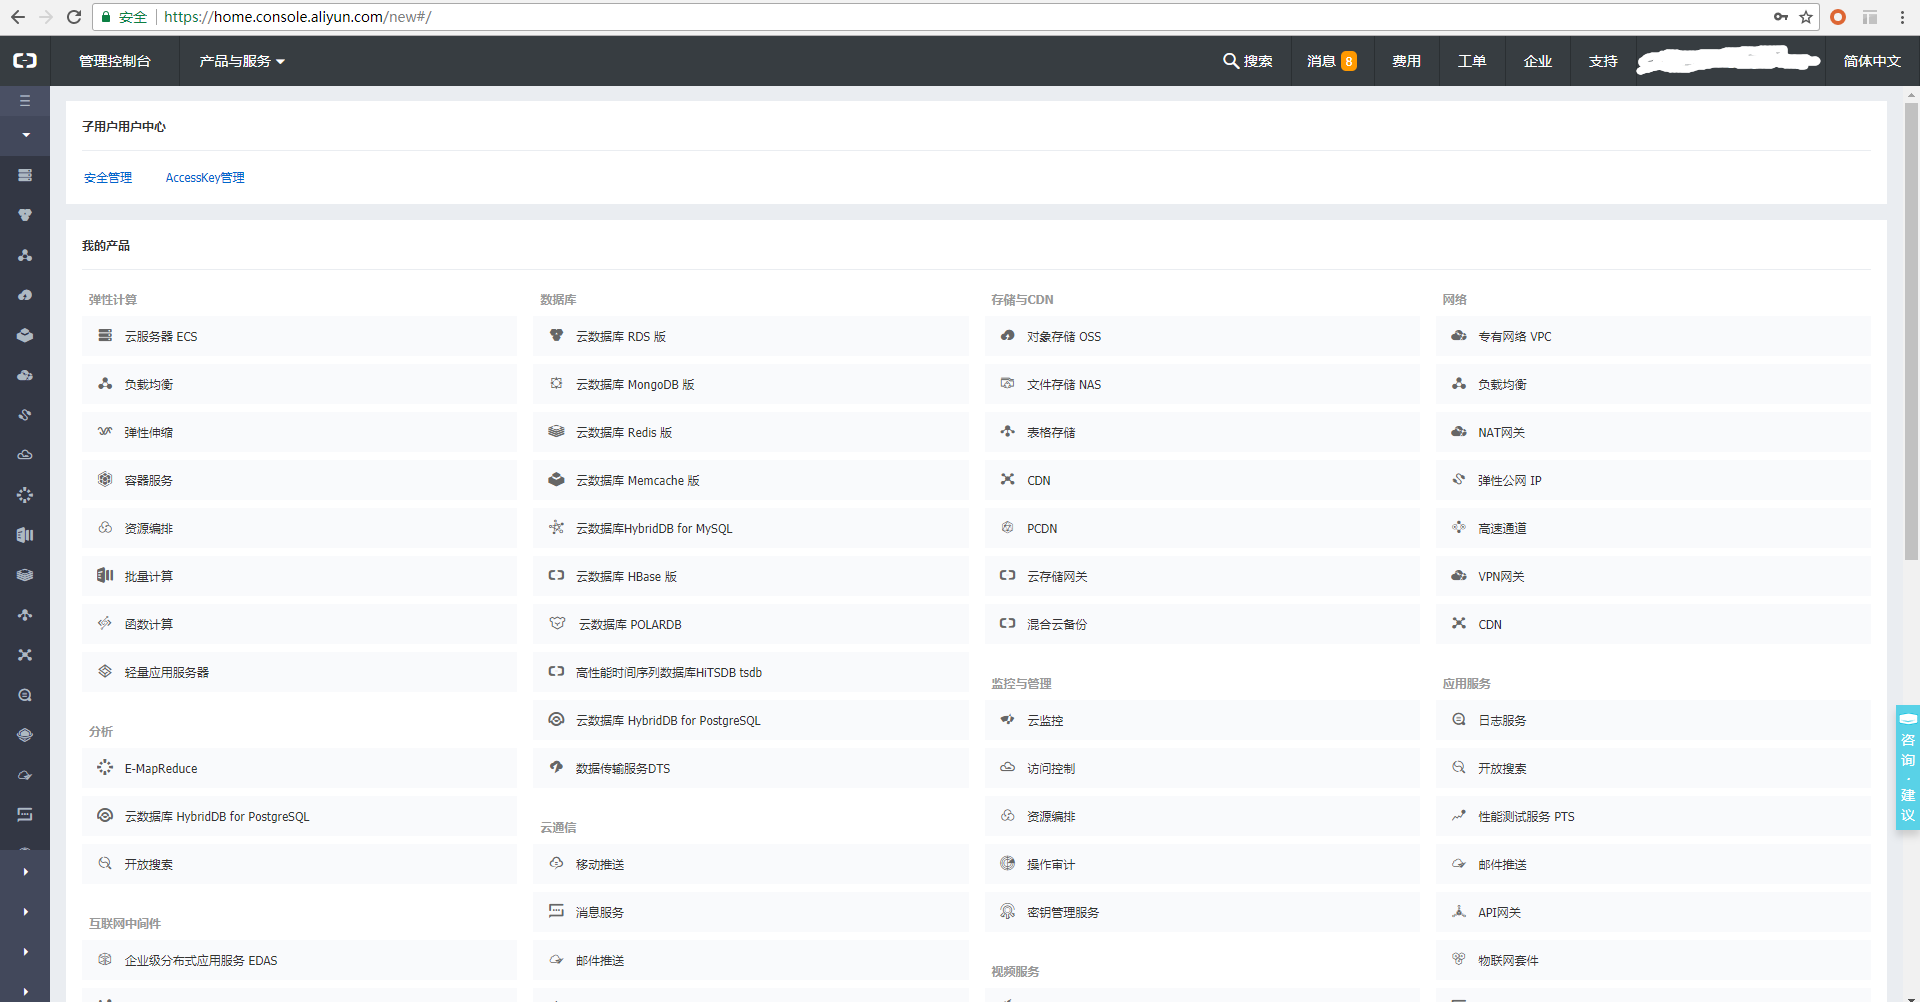 安全 https://home.console.aliyun.com/new#/
管理控制台 产品与服务 搜索 消息 8 费用 工单 企业 支持 简体中文
子用户用户中心
安全管理 AccessKey管理
我的产品
弹性计算
云服务器 ECS
负载均衡
弹性伸缩
容器服务
资源编排
批量计算
函数计算
轻量应用服务器
分析
E-MapReduce
云数据库 HybridDB for PostgreSQL
开放搜索
互联网中间件
企业级分布式应用服务 EDAS
数据库
云数据库 RDS 版
云数据库 MongoDB 版
云数据库 Redis 版
云数据库 Memcache 版
云数据库HybridDB for MySQL
云数据库 HBase 版
云数据库 POLARDB
高性能时间序列数据库HiTSDB tsdb
云数据库 HybridDB for PostgreSQL
数据传输服务DTS
云通信
移动推送
消息服务
邮件推送
存储与CDN
对象存储 OSS
文件存储 NAS
表格存储
CDN
PCDN
云存储网关
混合云备份
监控与管理
云监控
访问控制
资源编排
操作审计
密钥管理服务
视频服务
网络
专有网络 VPC
负载均衡
NAT网关
弹性公网 IP
高速通道
VPN网关
CDN
应用服务
日志服务
开放搜索
性能测试服务 PTS
邮件推送
API网关
物联网套件
咨询·建议